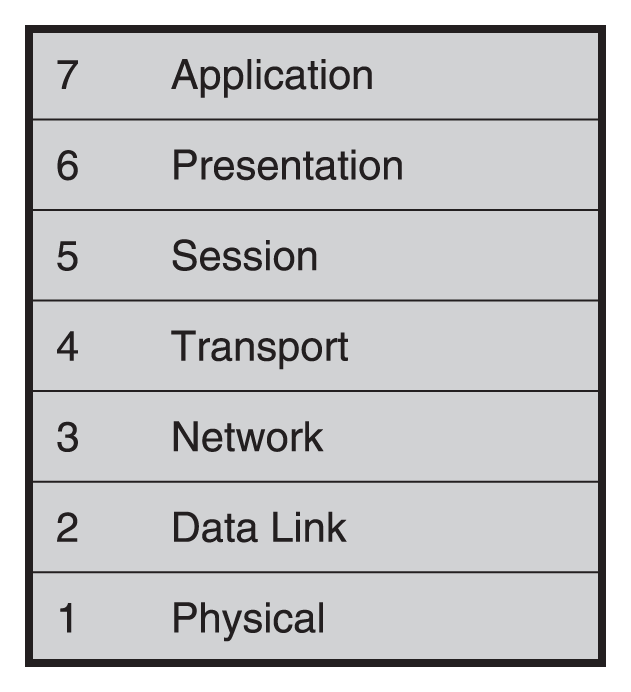 7 Application
6 Presentation
5 Session
4 Transport
3 Network
2 Data Link
1 Physical